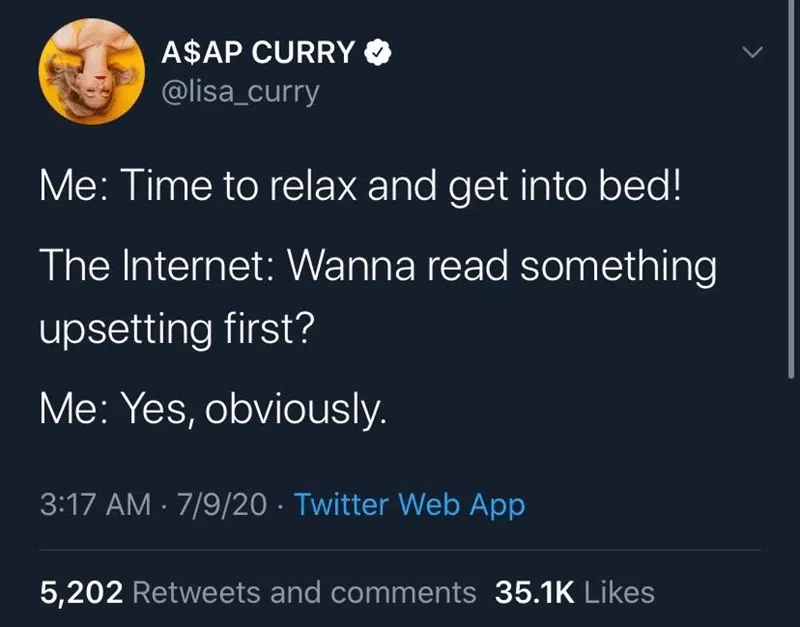 A$AP CURRY
@lisa_curry
Me: Time to relax and get into bed!
The Internet: Wanna read something
upsetting first?
Me: Yes, obviously.
3:17 AM · 7/9/20 · Twitter Web App
5,202 Retweets and comments 35.1K Likes